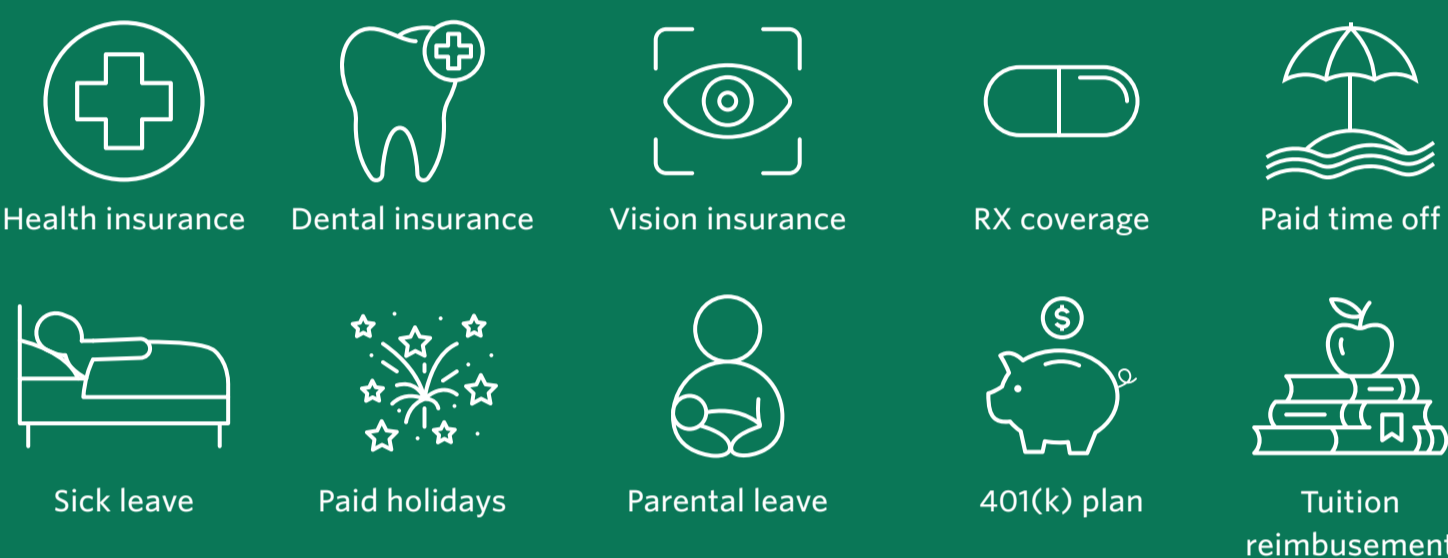 Health insurance
Dental insurance
Vision insurance
RX coverage
Paid time off
$
Sick leave
Paid holidays
Parental leave
401(k) plan
Tuition
reimbusement